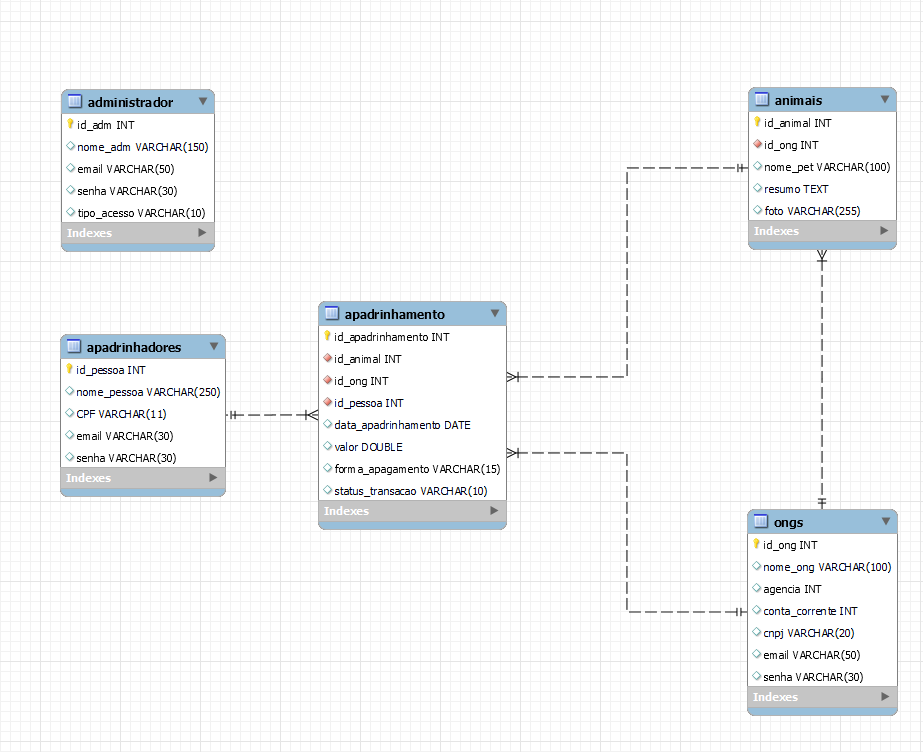 administrador
id_adm INT
nome_adm VARCHAR(150)
email VARCHAR(50)
senha VARCHAR(30)
tipo_acesso VARCHAR(10)
Indexes
animais
id_animal INT
id_ong INT
nome_pet VARCHAR(100)
resumo TEXT
foto VARCHAR(255)
Indexes
apadrinhadores
id_pessoa INT
nome_pessoa VARCHAR(250)
CPF VARCHAR(11)
email VARCHAR(30)
senha VARCHAR(30)
Indexes
apadrinhamento
id_apadrinhamento INT
id_animal INT
id_ong INT
id_pessoa INT
data_apadrinhamento DATE
valor DOUBLE
forma_apagamento VARCHAR(15)
status_transacao VARCHAR(10)
Indexes
ongs
id_ong INT
nome_ong VARCHAR(100)
agencia INT
conta_corrente INT
cnpj VARCHAR(20)
email VARCHAR(50)
senha VARCHAR(30)
Indexes